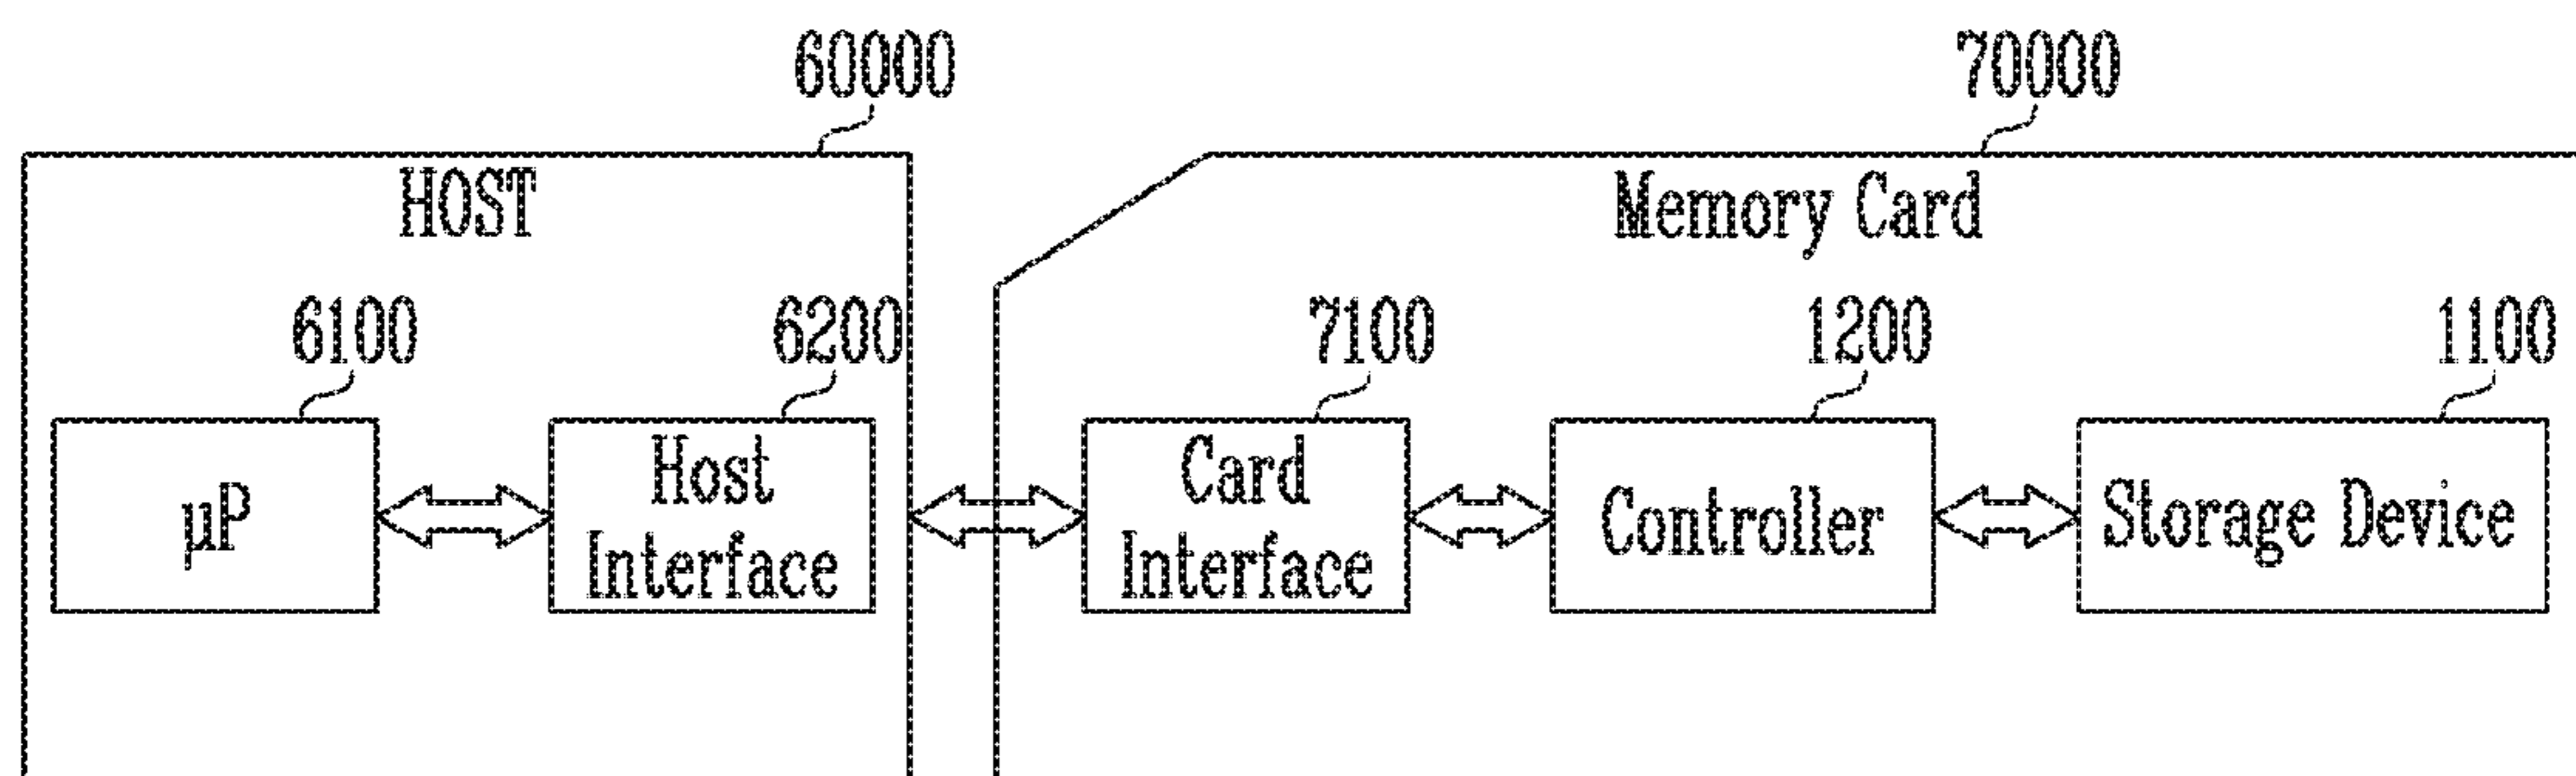 60000
70000
HOST
Memory Card
6100
6200
7100
1200
1100
μP
Host
Interface
Card
Interface
Controller
Storage Device